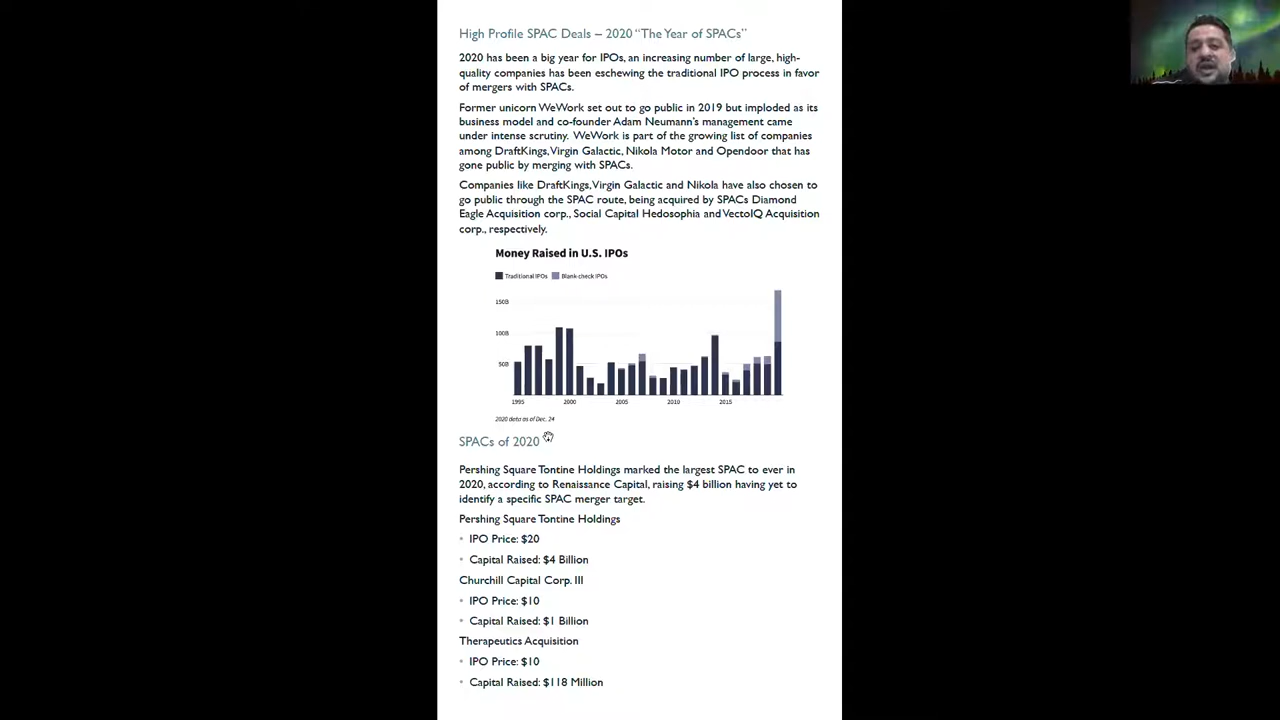 High Profile SPAC Deals – 2020 “The Year of SPACs”
2020 has been a big year for IPOs, an increasing number of large, high-
quality companies has been eschewing the traditional IPO process in favor
of mergers with SPACs.
Former unicorn WeWork set out to go public in 2019 but imploded as its
business model and co-founder Adam Neumann’s management came
under intense scrutiny. WeWork is part of the growing list of companies
among DraftKings, Virgin Galactic, Nikola Motor and Opendoor that has
gone public by merging with SPACs.
Companies like DraftKings, Virgin Galactic and Nikola have also chosen to
go public through the SPAC route, being acquired by SPACs Diamond
Eagle Acquisition corp., Social Capital Hedosophia and VectoIQ Acquisition
corp., respectively.
Money Raised in U.S. IPOs
Traditional IPOs Blank-check IPOs
150B
100B
50B
1995 2000 2005 2010 2015
2020 data as of Dec. 24
SPACs of 2020
Pershing Square Tontine Holdings marked the largest SPAC to ever in
2020, according to Renaissance Capital, raising $4 billion having yet to
identify a specific SPAC merger target.
Pershing Square Tontine Holdings
• IPO Price: $20
• Capital Raised: $4 Billion
Churchill Capital Corp. III
• IPO Price: $10
• Capital Raised: $1 Billion
Therapeutics Acquisition
• IPO Price: $10
• Capital Raised: $118 Million